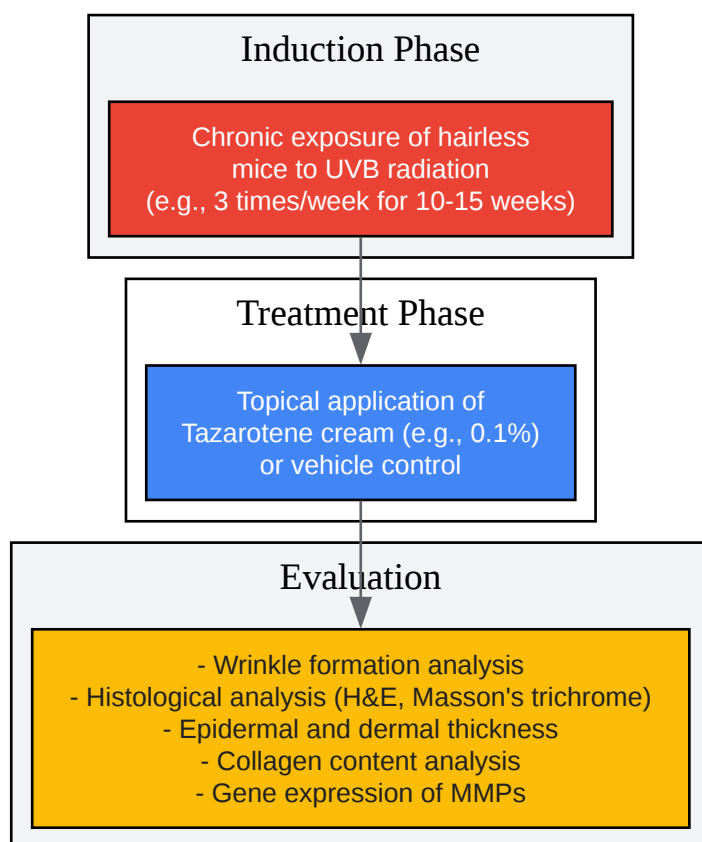 Induction Phase
Chronic exposure of hairless
mice to UVB radiation
(e.g., 3 times/week for 10-15 weeks)
Treatment Phase
Topical application of
Tazarotene cream (e.g., 0.1%)
or vehicle control
Evaluation
- Wrinkle formation analysis
- Histological analysis (H&E, Masson's trichrome)
- Epidermal and dermal thickness
- Collagen content analysis
- Gene expression of MMPs